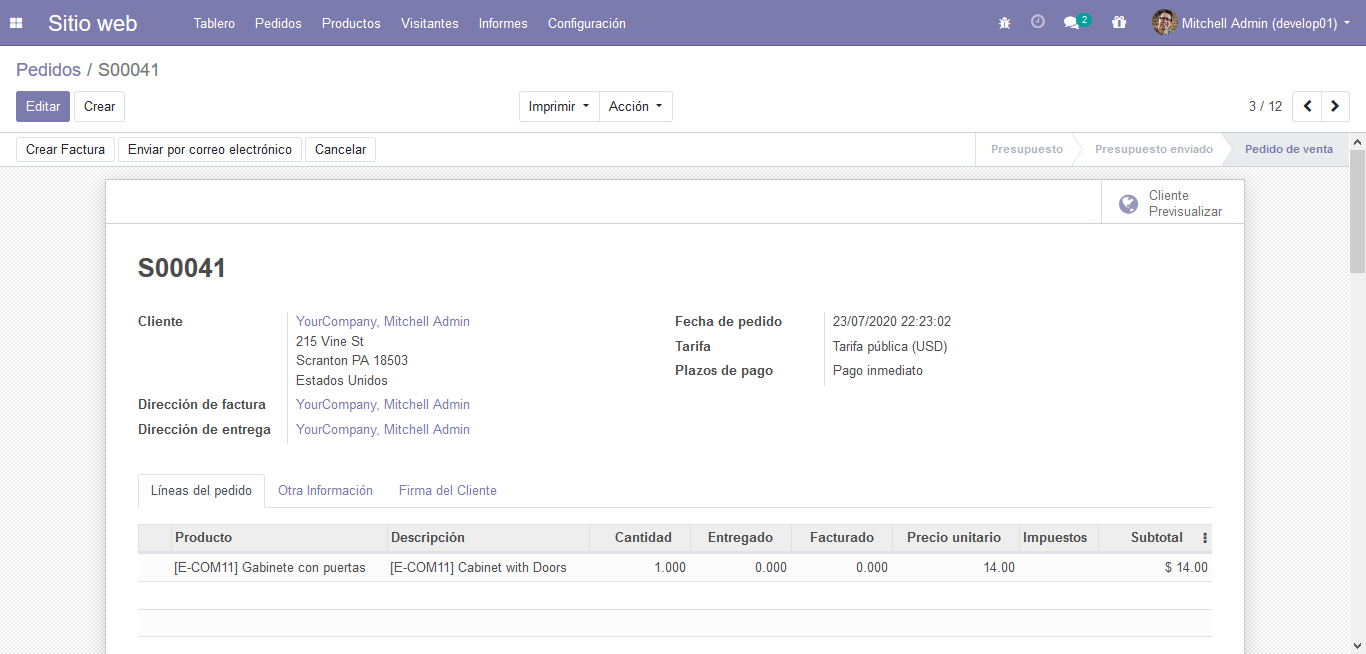 Sitio web Tablero Pedidos Productos Visitantes Informes Configuración 2 Mitchell Admin (develop01)
Pedidos / S00041
Editar Crear Imprimir Acción 3 / 12
Crear Factura Enviar por correo electrónico Cancelar Presupuesto Presupuesto enviado Pedido de venta
Cliente
Previsualizar
S00041
Cliente YourCompany, Mitchell Admin
215 Vine St
Scranton PA 18503
Estados Unidos
Dirección de factura YourCompany, Mitchell Admin
Dirección de entrega YourCompany, Mitchell Admin
Fecha de pedido 23/07/2020 22:23:02
Tarifa Tarifa pública (USD)
Plazos de pago Pago inmediato
Líneas del pedido Otra Información Firma del Cliente
Producto Descripción Cantidad Entregado Facturado Precio unitario Impuestos Subtotal
[E-COM11] Gabinete con puertas [E-COM11] Cabinet with Doors 1.000 0.000 0.000 14.00 $ 14.00